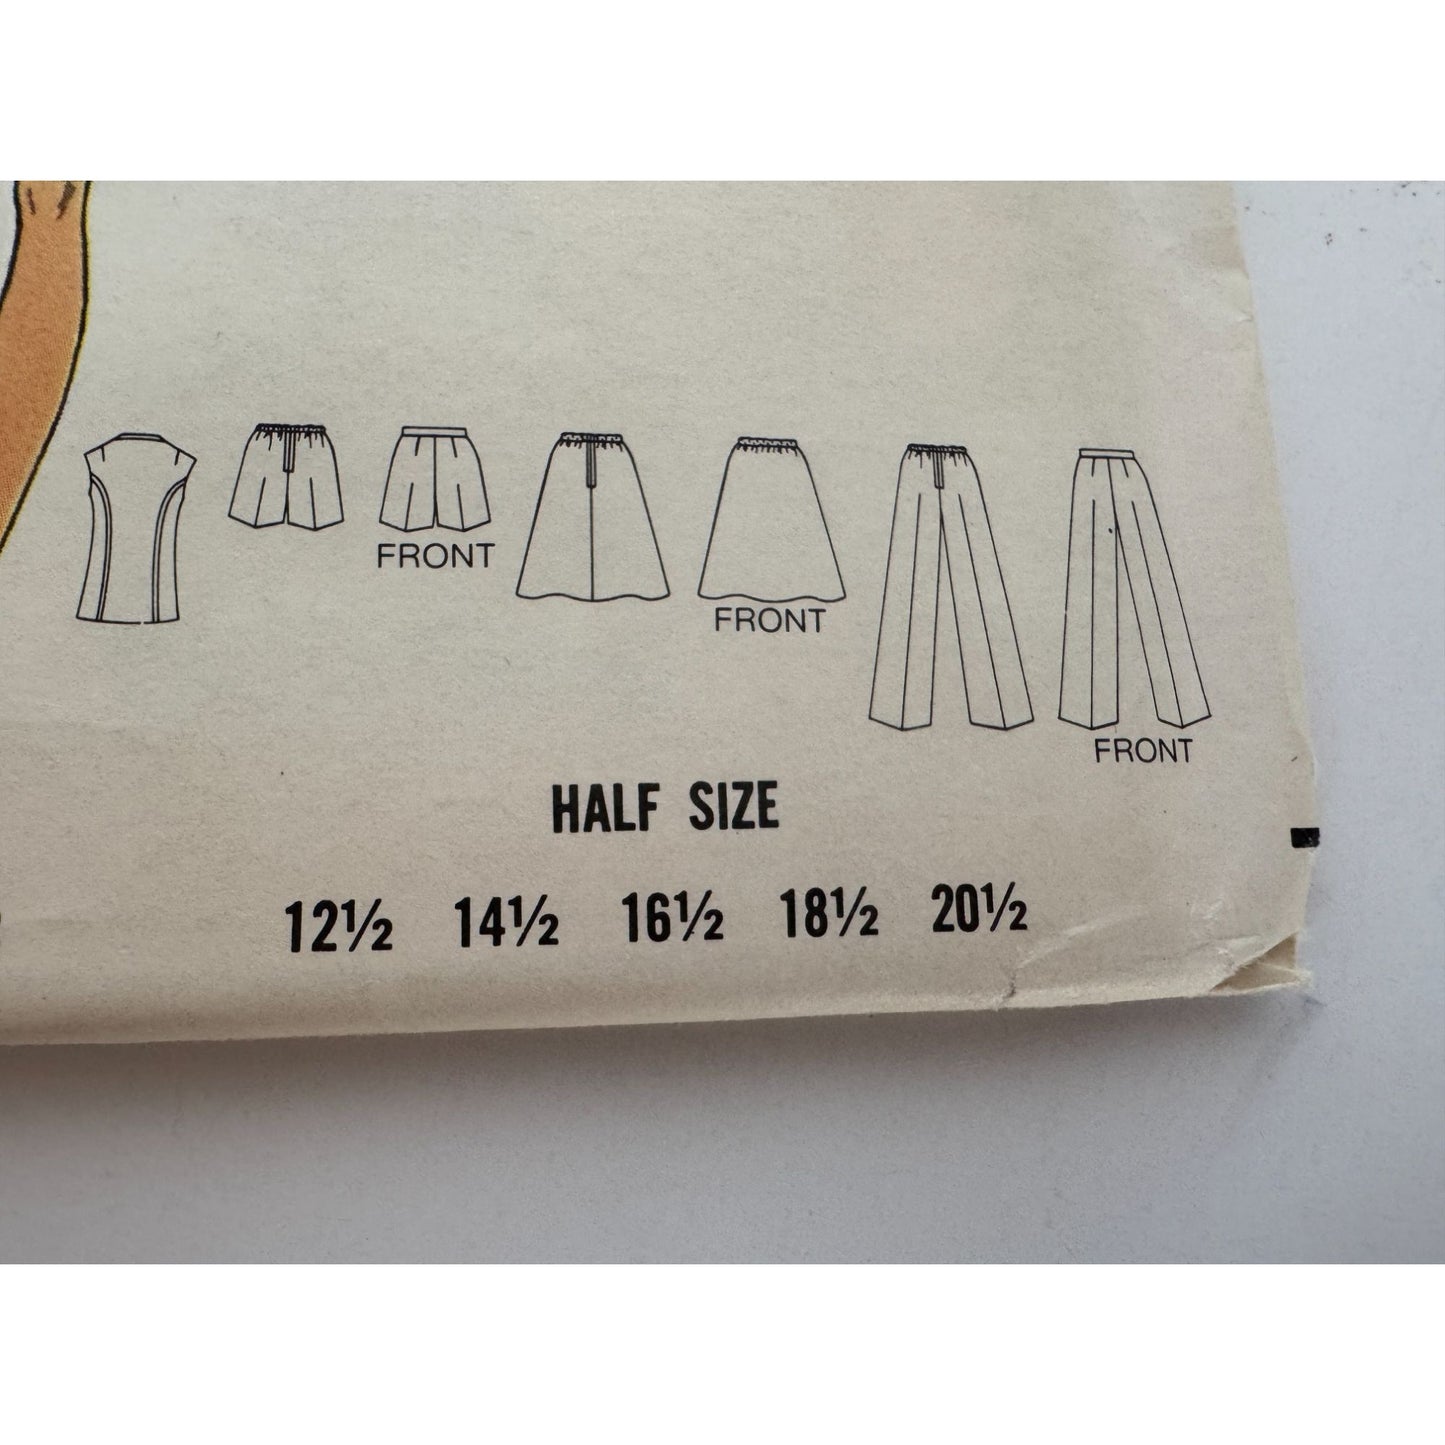 FRONT
FRONT
FRONT
HALF SIZE
12½ 14½ 16½ 18½ 20½